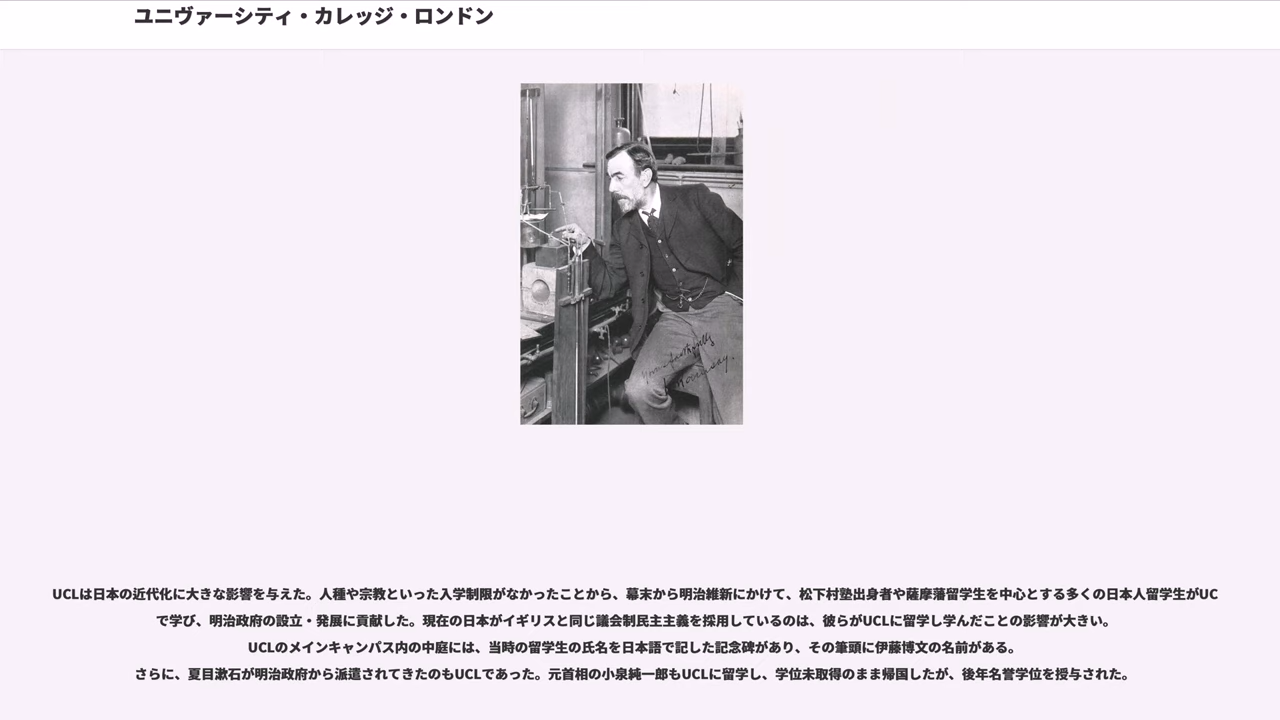 ユニヴァーシティ・カレッジ・ロンドン
Yours faithfully
W Ramsay.
UCLは日本の近代化に大きな影響を与えた。人種や宗教といった入学制限がなかったことから、幕末から明治維新にかけて、松下村塾出身者や薩摩藩留学生を中心とする多くの日本人留学生がUC
で学び、明治政府の設立・発展に貢献した。現在の日本がイギリスと同じ議会制民主主義を採用しているのは、彼らがUCLに留学し学んだことの影響が大きい。
UCLのメインキャンパス内の中庭には、当時の留学生の氏名を日本語で記した記念碑があり、その筆頭に伊藤博文の名前がある。
さらに、夏目漱石が明治政府から派遣されてきたのもUCLであった。元首相の小泉純一郎もUCLに留学し、学位未取得のまま帰国したが、後年名誉学位を授与された。